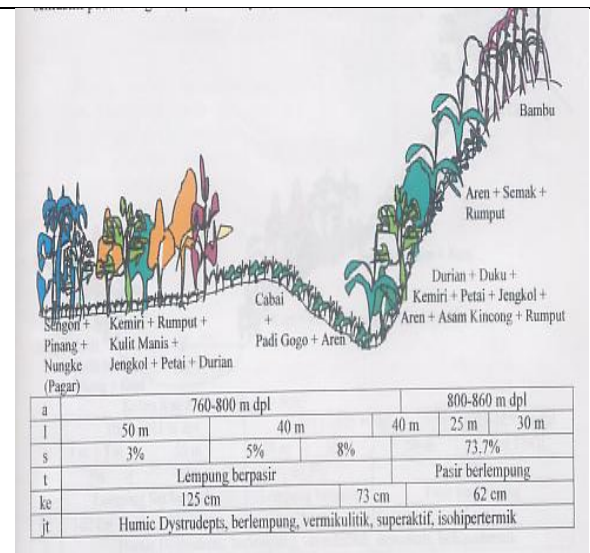 Bambu
Aren + Semak +
Rumput
Durian + Duku +
Kemiri + Petai + Jengkol +
Aren + Asam Kincong + Rumput
Cabai
+
Padi Gogo + Aren
Sengon +
Pinang +
Nungke
(Pagar)
Kemiri + Rumput +
Kulit Manis +
Jengkol + Petai + Durian
a 760-800 m dpl 800-860 m dpl
l 50 m 40 m 40 m 25 m 30 m
s 3% 5% 8% 73.7%
t Lempung berpasir Pasir berlempung
ke 125 cm 73 cm 62 cm
jt Humic Dystrudepts, berlempung, vermikulitik, superaktif, isohipertermik